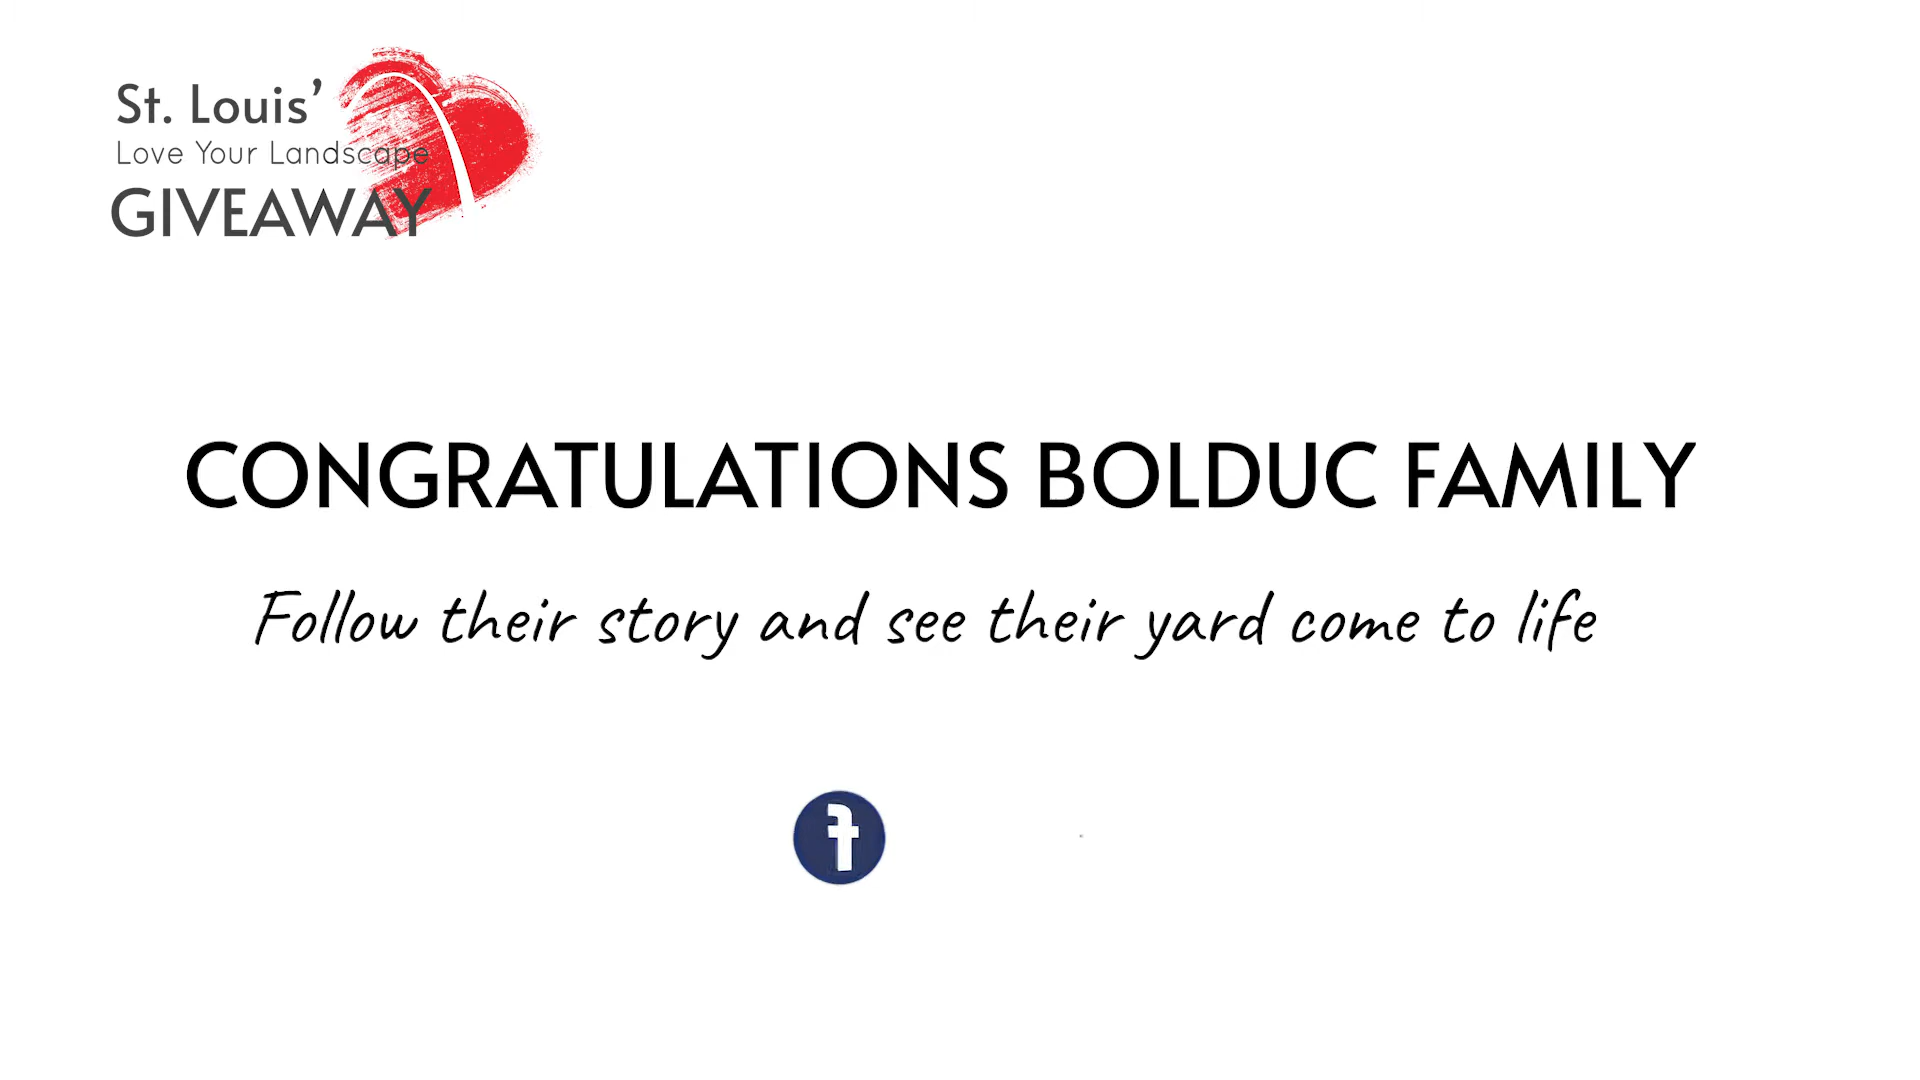 St. Louis’
Love Your Landscape
GIVEAWAY
CONGRATULATIONS BOLDUC FAMILY
Follow their story and see their yard come to life
f